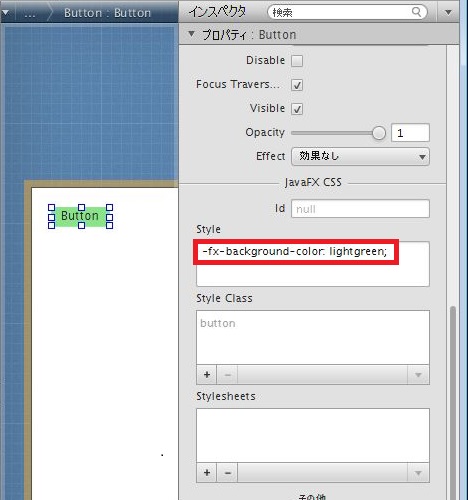 ... Button : Button
インスペクタ 検索
プロパティ : Button
Disable
Focus Travers...
Visible
Opacity 1
Effect 効果なし
JavaFX CSS
Id null
Button
Style
-fx-background-color: lightgreen;
Style Class
button
+ −
Stylesheets
+ −
その他